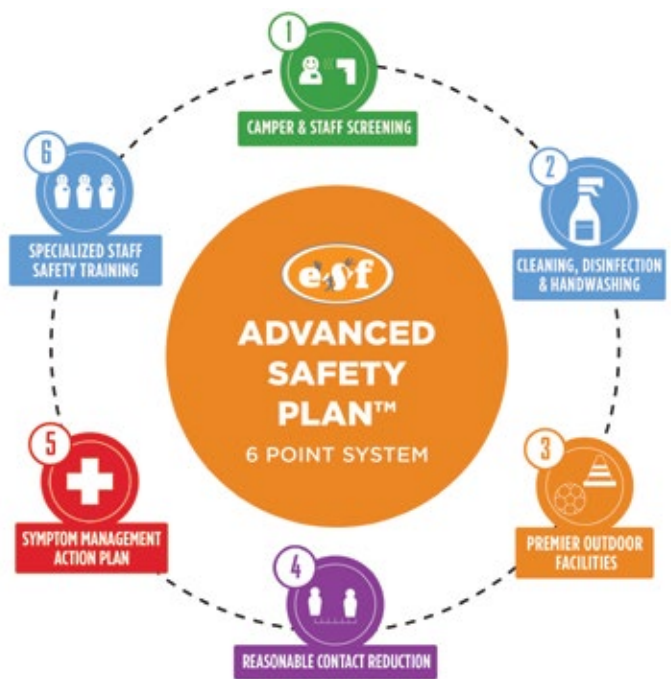 esf
ADVANCED
SAFETY
PLAN™
6 POINT SYSTEM
1
CAMPER & STAFF SCREENING
2
CLEANING, DISINFECTION
& HANDWASHING
3
PREMIER OUTDOOR
FACILITIES
4
REASONABLE CONTACT REDUCTION
5
SYMPTOM MANAGEMENT
ACTION PLAN
6
SPECIALIZED STAFF
SAFETY TRAINING